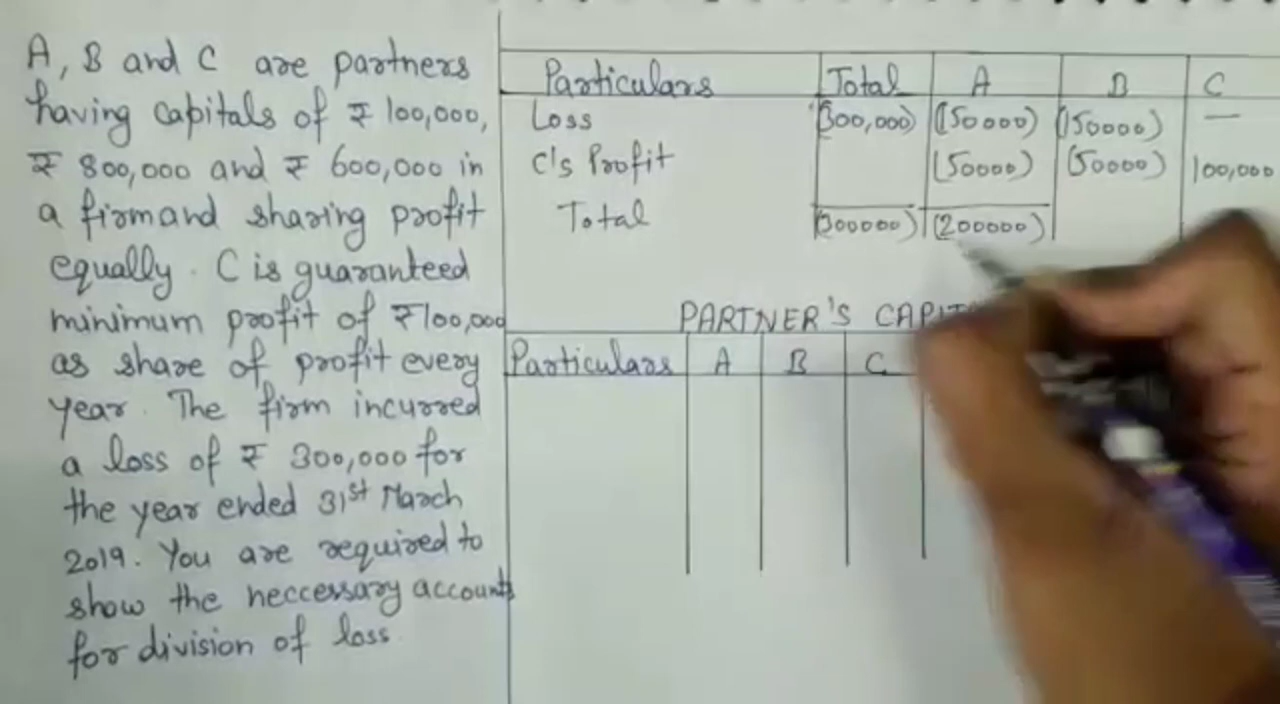 A, B and C are partners
having capitals of ₹ 100,000,
₹ 800,000 and ₹ 600,000 in
a firm and sharing profit
equally. C is guaranteed
minimum profit of ₹100,000
as share of profit every
year. The firm incurred
a loss of ₹ 300,000 for
the year ended 31st March
2019. You are required to
show the neccessary accounts
for division of loss
Particulars Total A B C
Loss (300,000) (150000) (150000) —
C's Profit (50000) (50000) 100,000
Total (300000) (200000)
PARTNER'S
Particulars A B C